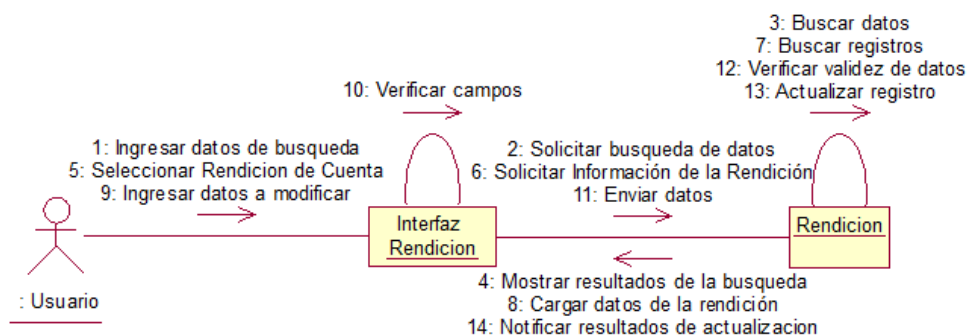 3: Buscar datos
7: Buscar registros
12: Verificar validez de datos
13: Actualizar registro
10: Verificar campos
1: Ingresar datos de busqueda
5: Seleccionar Rendicion de Cuenta
9: Ingresar datos a modificar
2: Solicitar busqueda de datos
6: Solicitar Información de la Rendición
11: Enviar datos
Interfaz
Rendicion
Rendicion
: Usuario
4: Mostrar resultados de la busqueda
8: Cargar datos de la rendición
14: Notificar resultados de actualizacion